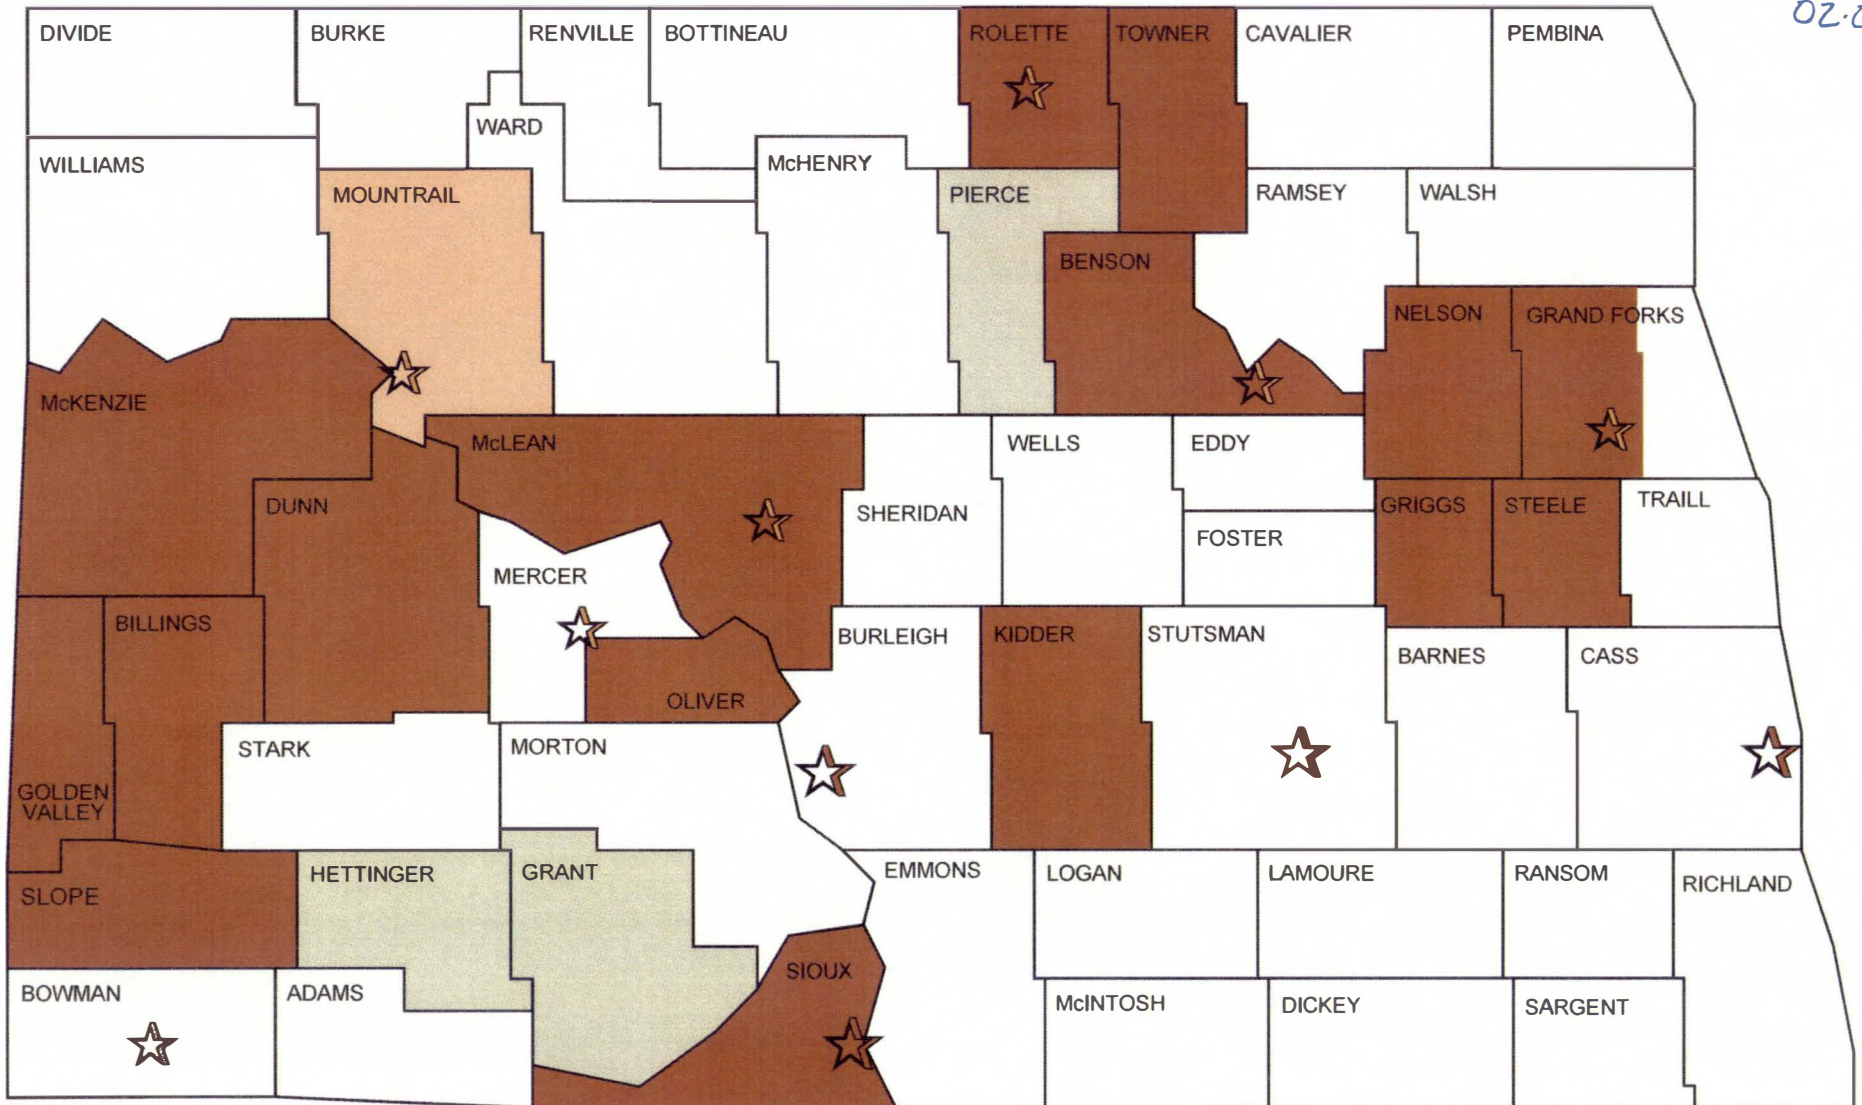 DIVIDE
BURKE
RENVILLE
BOTTINEAU
ROLETTE
TOWNER
CAVALIER
PEMBINA
WARD
WILLIAMS
McHENRY
MOUNTRAIL
PIERCE
RAMSEY
WALSH
BENSON
NELSON
GRAND FORKS
McKENZIE
McLEAN
WELLS
EDDY
DUNN
SHERIDAN
GRIGGS
STEELE
TRAILL
FOSTER
MERCER
BILLINGS
BURLEIGH
KIDDER
STUTSMAN
BARNES
CASS
OLIVER
STARK
MORTON
GOLDEN
VALLEY
HETTINGER
GRANT
EMMONS
LOGAN
LAMOURE
RANSOM
RICHLAND
SLOPE
SIOUX
BOWMAN
ADAMS
McINTOSH
DICKEY
SARGENT